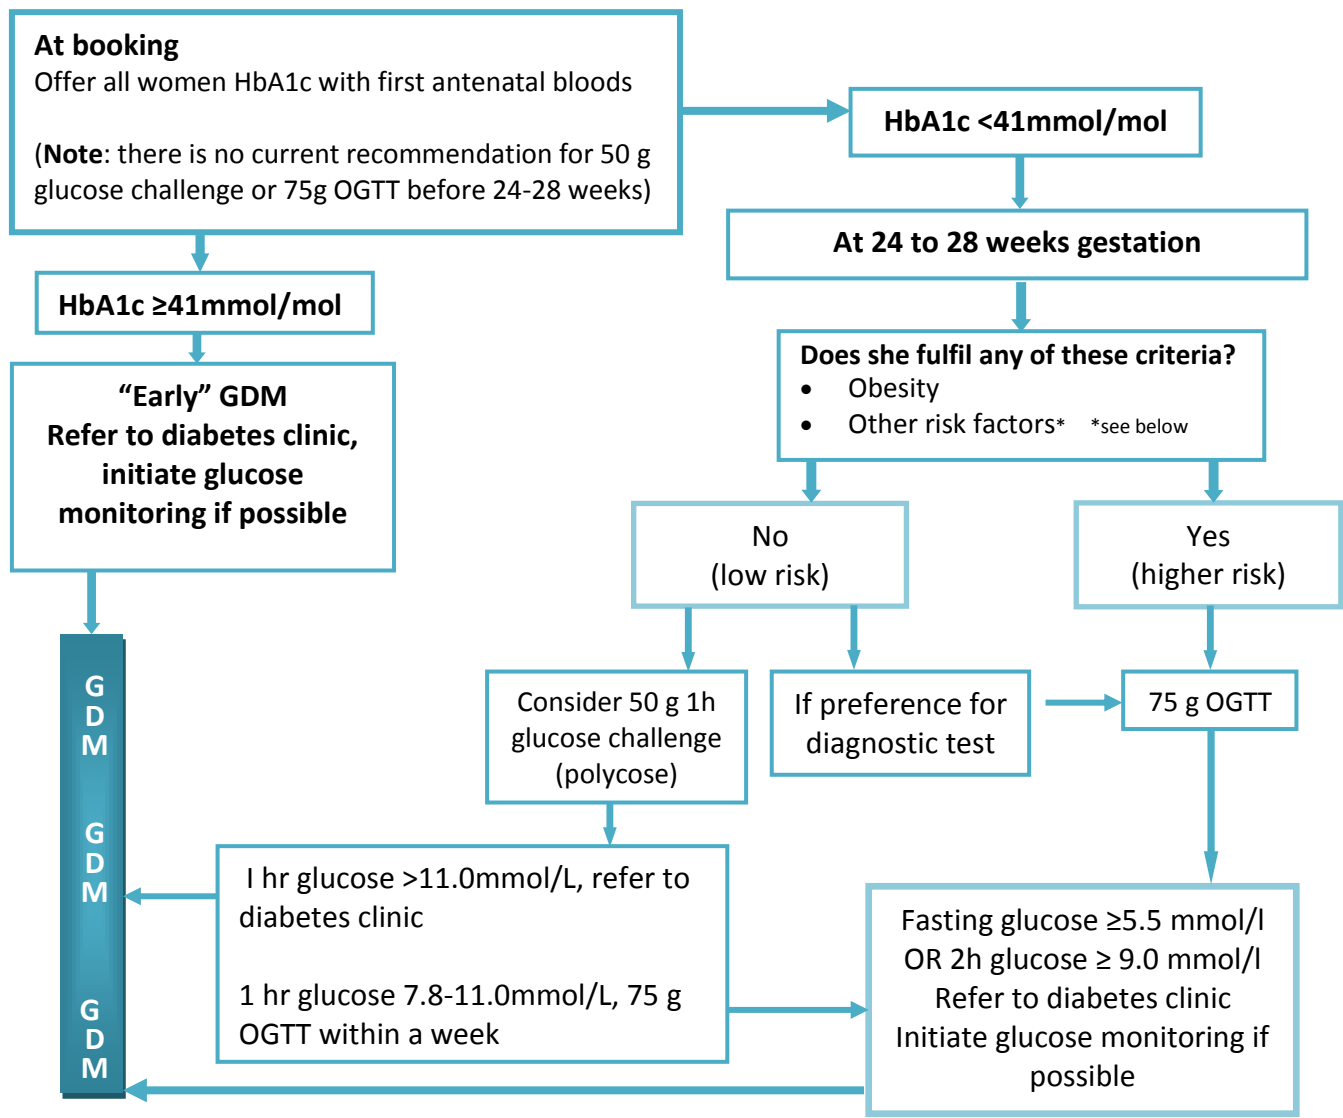 At booking
Offer all women HbA1c with first antenatal bloods
(Note: there is no current recommendation for 50 g
glucose challenge or 75g OGTT before 24-28 weeks)
HbA1c <41mmol/mol
At 24 to 28 weeks gestation
HbA1c ≥41mmol/mol
Does she fulfil any of these criteria?
• Obesity
• Other risk factors* *see below
“Early” GDM
Refer to diabetes clinic,
initiate glucose
monitoring if possible
No
(low risk)
Yes
(higher risk)
Consider 50 g 1h
glucose challenge
(polycose)
If preference for
diagnostic test
75 g OGTT
G
D
M
G
D
M
G
D
M
I hr glucose >11.0mmol/L, refer to
diabetes clinic
1 hr glucose 7.8-11.0mmol/L, 75 g
OGTT within a week
Fasting glucose ≥5.5 mmol/l
OR 2h glucose ≥ 9.0 mmol/l
Refer to diabetes clinic
Initiate glucose monitoring if
possible